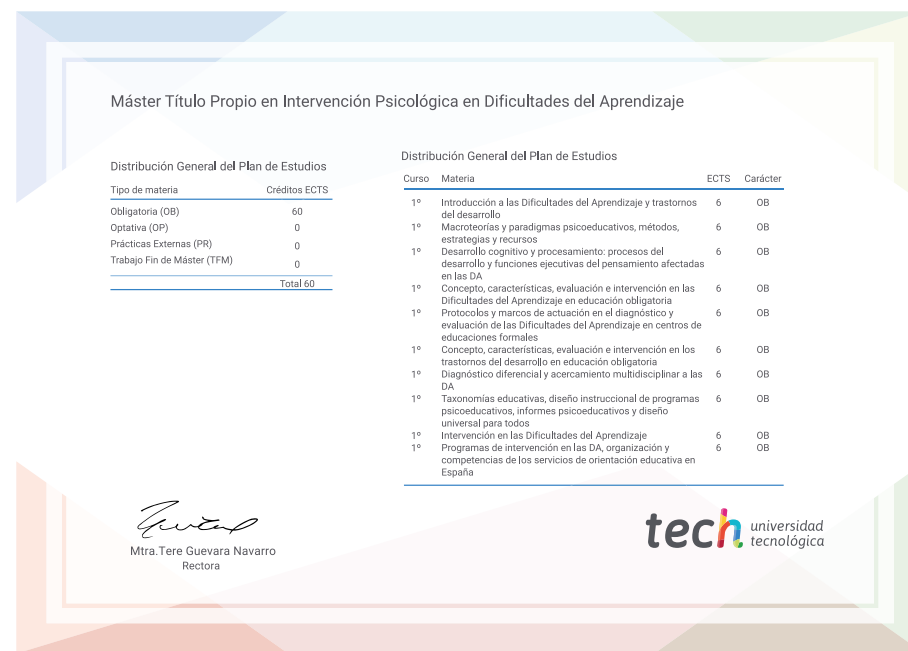 Máster Título Propio en Intervención Psicológica en Dificultades del Aprendizaje
Distribución General del Plan de Estudios
Tipo de materia Créditos ECTS
Obligatoria (OB) 60
Optativa (OP) 0
Prácticas Externas (PR) 0
Trabajo Fin de Máster (TFM) 0
Total 60
Distribución General del Plan de Estudios
Curso Materia ECTS Carácter
1º Introducción a las Dificultades del Aprendizaje y trastornos 6 OB
del desarrollo
1º Macroteorías y paradigmas psicoeducativos, métodos, 6 OB
estrategias y recursos
1º Desarrollo cognitivo y procesamiento: procesos del 6 OB
desarrollo y funciones ejecutivas del pensamiento afectadas
en las DA
1º Concepto, características, evaluación e intervención en las 6 OB
Dificultades del Aprendizaje en educación obligatoria
1º Protocolos y marcos de actuación en el diagnóstico y 6 OB
evaluación de las Dificultades del Aprendizaje en centros de
educaciones formales
1º Concepto, características, evaluación e intervención en los 6 OB
trastornos del desarrollo en educación obligatoria
1º Diagnóstico diferencial y acercamiento multidisciplinar a las 6 OB
DA
1º Taxonomías educativas, diseño instruccional de programas 6 OB
psicoeducativos, informes psicoeducativos y diseño
universal para todos
1º Intervención en las Dificultades del Aprendizaje 6 OB
1º Programas de intervención en las DA, organización y 6 OB
competencias de los servicios de orientación educativa en
España
Mtra.Tere Guevara Navarro
Rectora
tech universidad
tecnológica